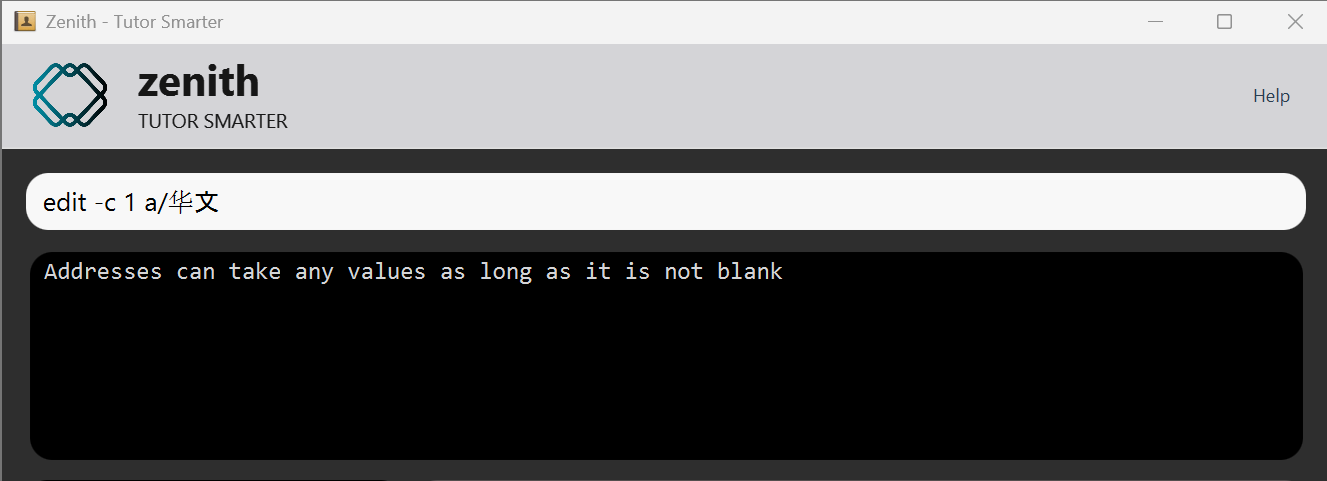 Zenith - Tutor Smarter
zenith
TUTOR SMARTER
Help
edit -c 1 a/华文
Addresses can take any values as long as it is not blank